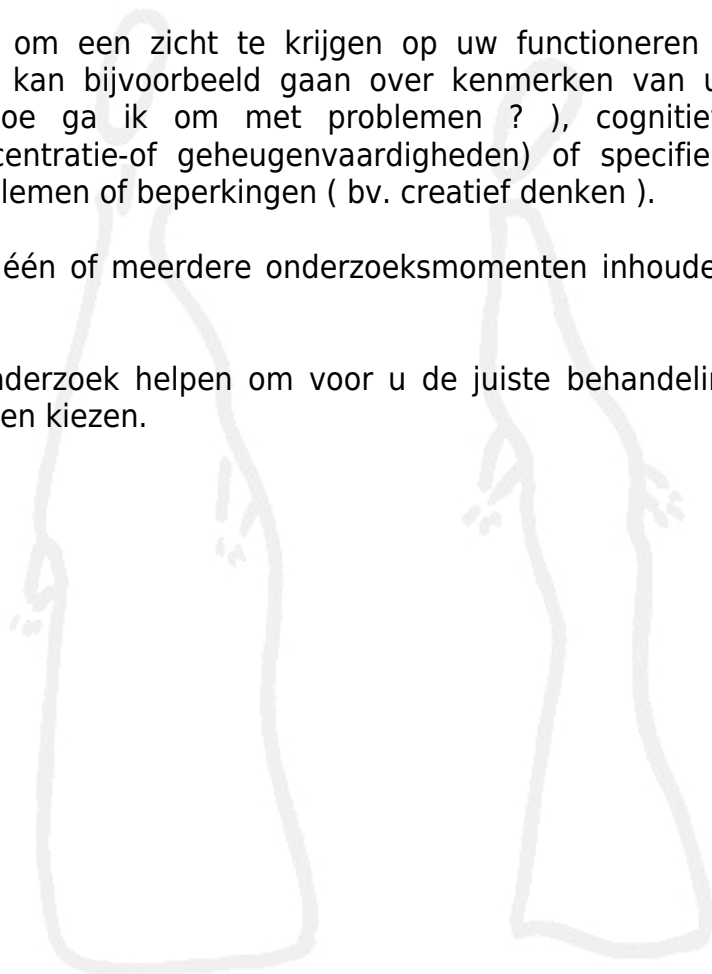 om een zicht te krijgen op uw functioneren
kan bijvoorbeeld gaan over kenmerken van u
oe ga ik om met problemen ? ), cognitief
centratie-of geheugenvaardigheden) of specifie
lemen of beperkingen ( bv. creatief denken ).
één of meerdere onderzoeksmomenten inhoude
nderzoek helpen om voor u de juiste behandelin
en kiezen.